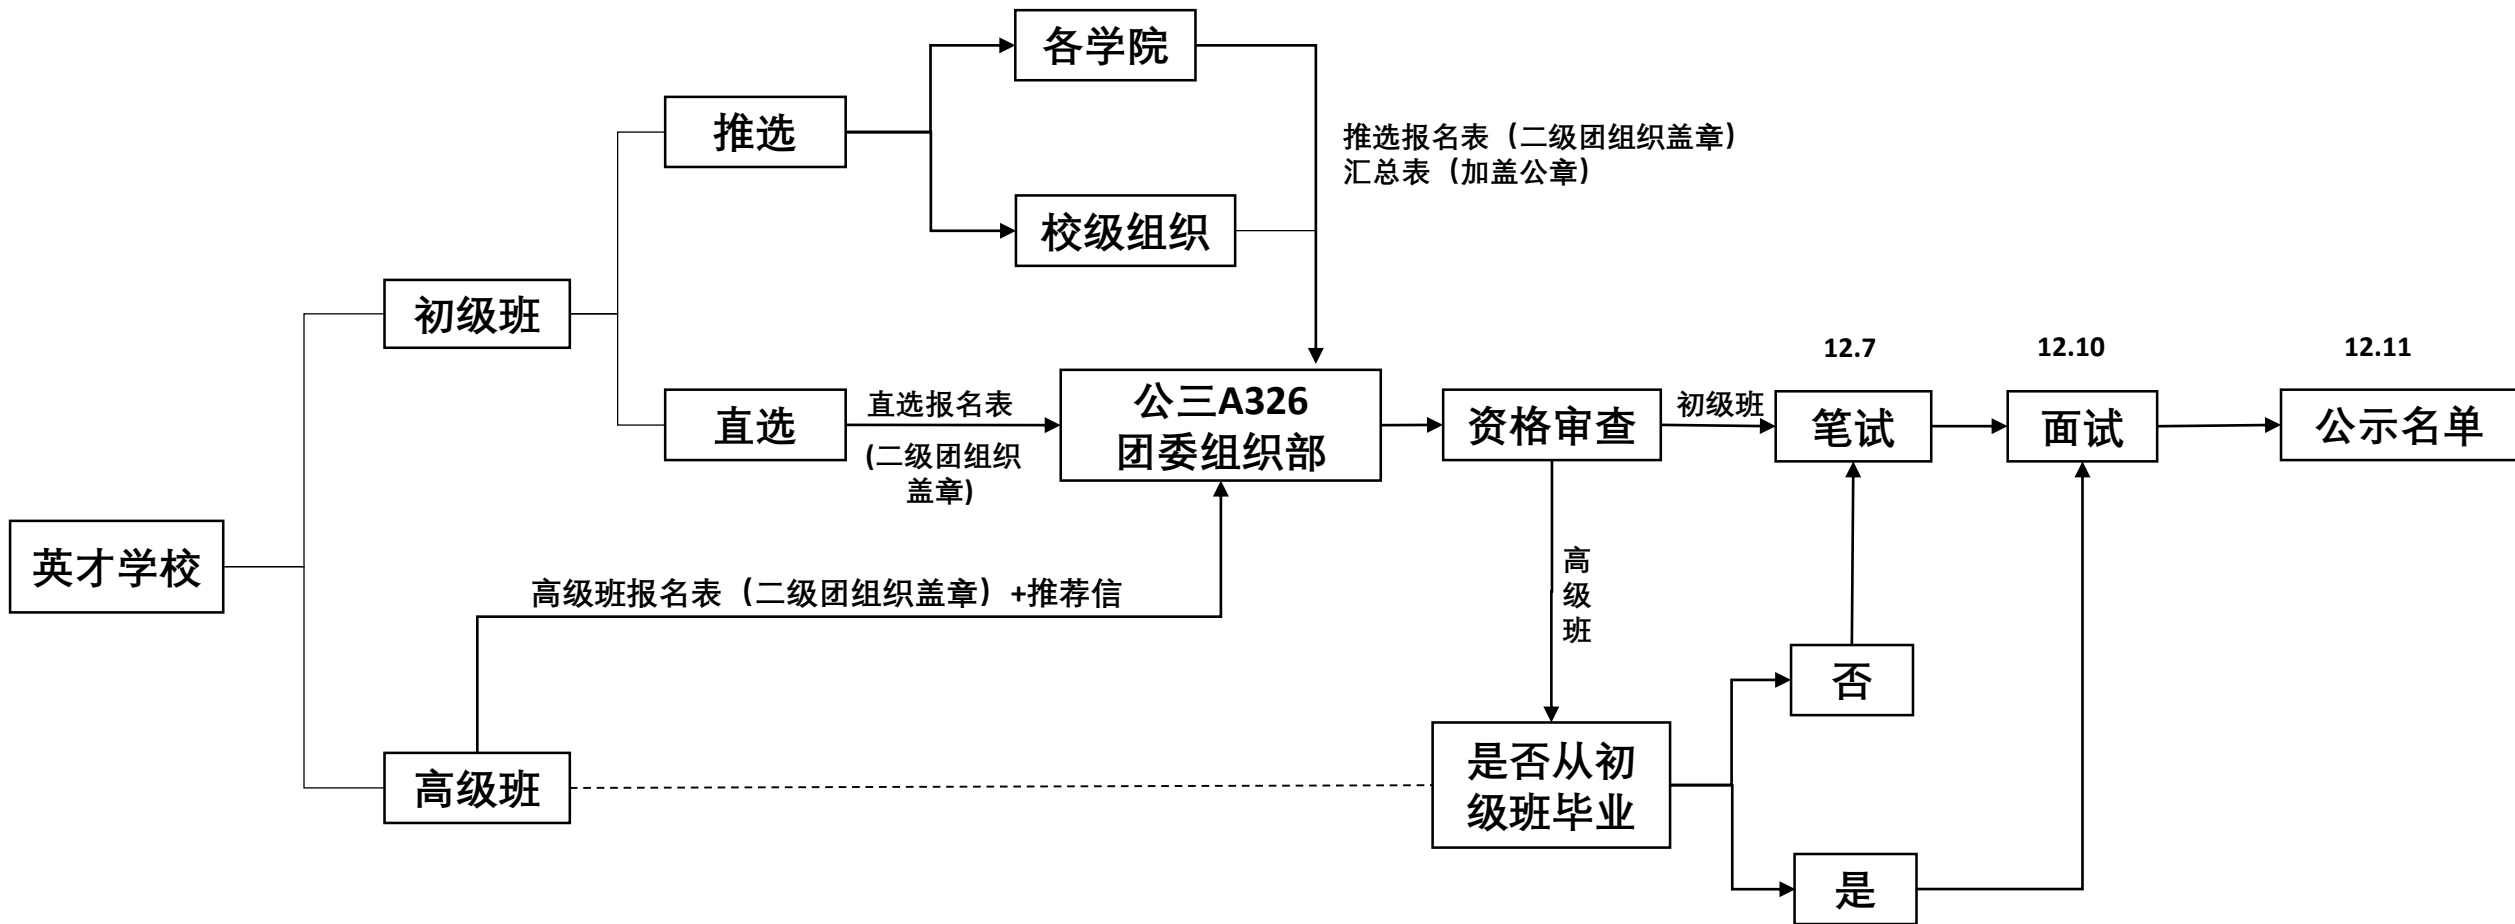 各学院
推选
推选报名表（二级团组织盖章）
汇总表（加盖公章）
校级组织
初级班
12.7
12.10
12.11
直选
直选报名表
(二级团组织
盖章)
公三A326
团委组织部
资格审查
初级班
笔试
面试
公示名单
英才学校
高级班报名表（二级团组织盖章）+推荐信
高
级
班
否
高级班
是否从初
级班毕业
是